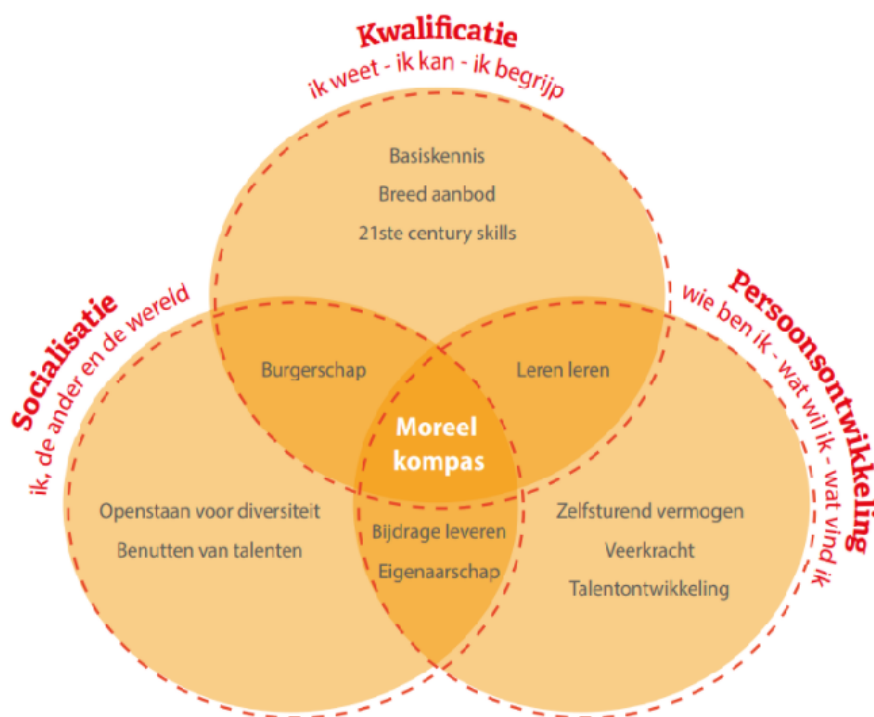 Kwalificatie
ik weet - ik kan - ik begrijp
Basiskennis
Breed aanbod
21ste century skills
Socialisatie
ik, de ander en de wereld
Persoonsontwikkeling
wie ben ik - wat wil ik - wat vind ik
Burgerschap
Leren leren
Moreel
kompas
Openstaan voor diversiteit
Benutten van talenten
Bijdrage leveren
Eigenaarschap
Zelfsturend vermogen
Veerkracht
Talentontwikkeling